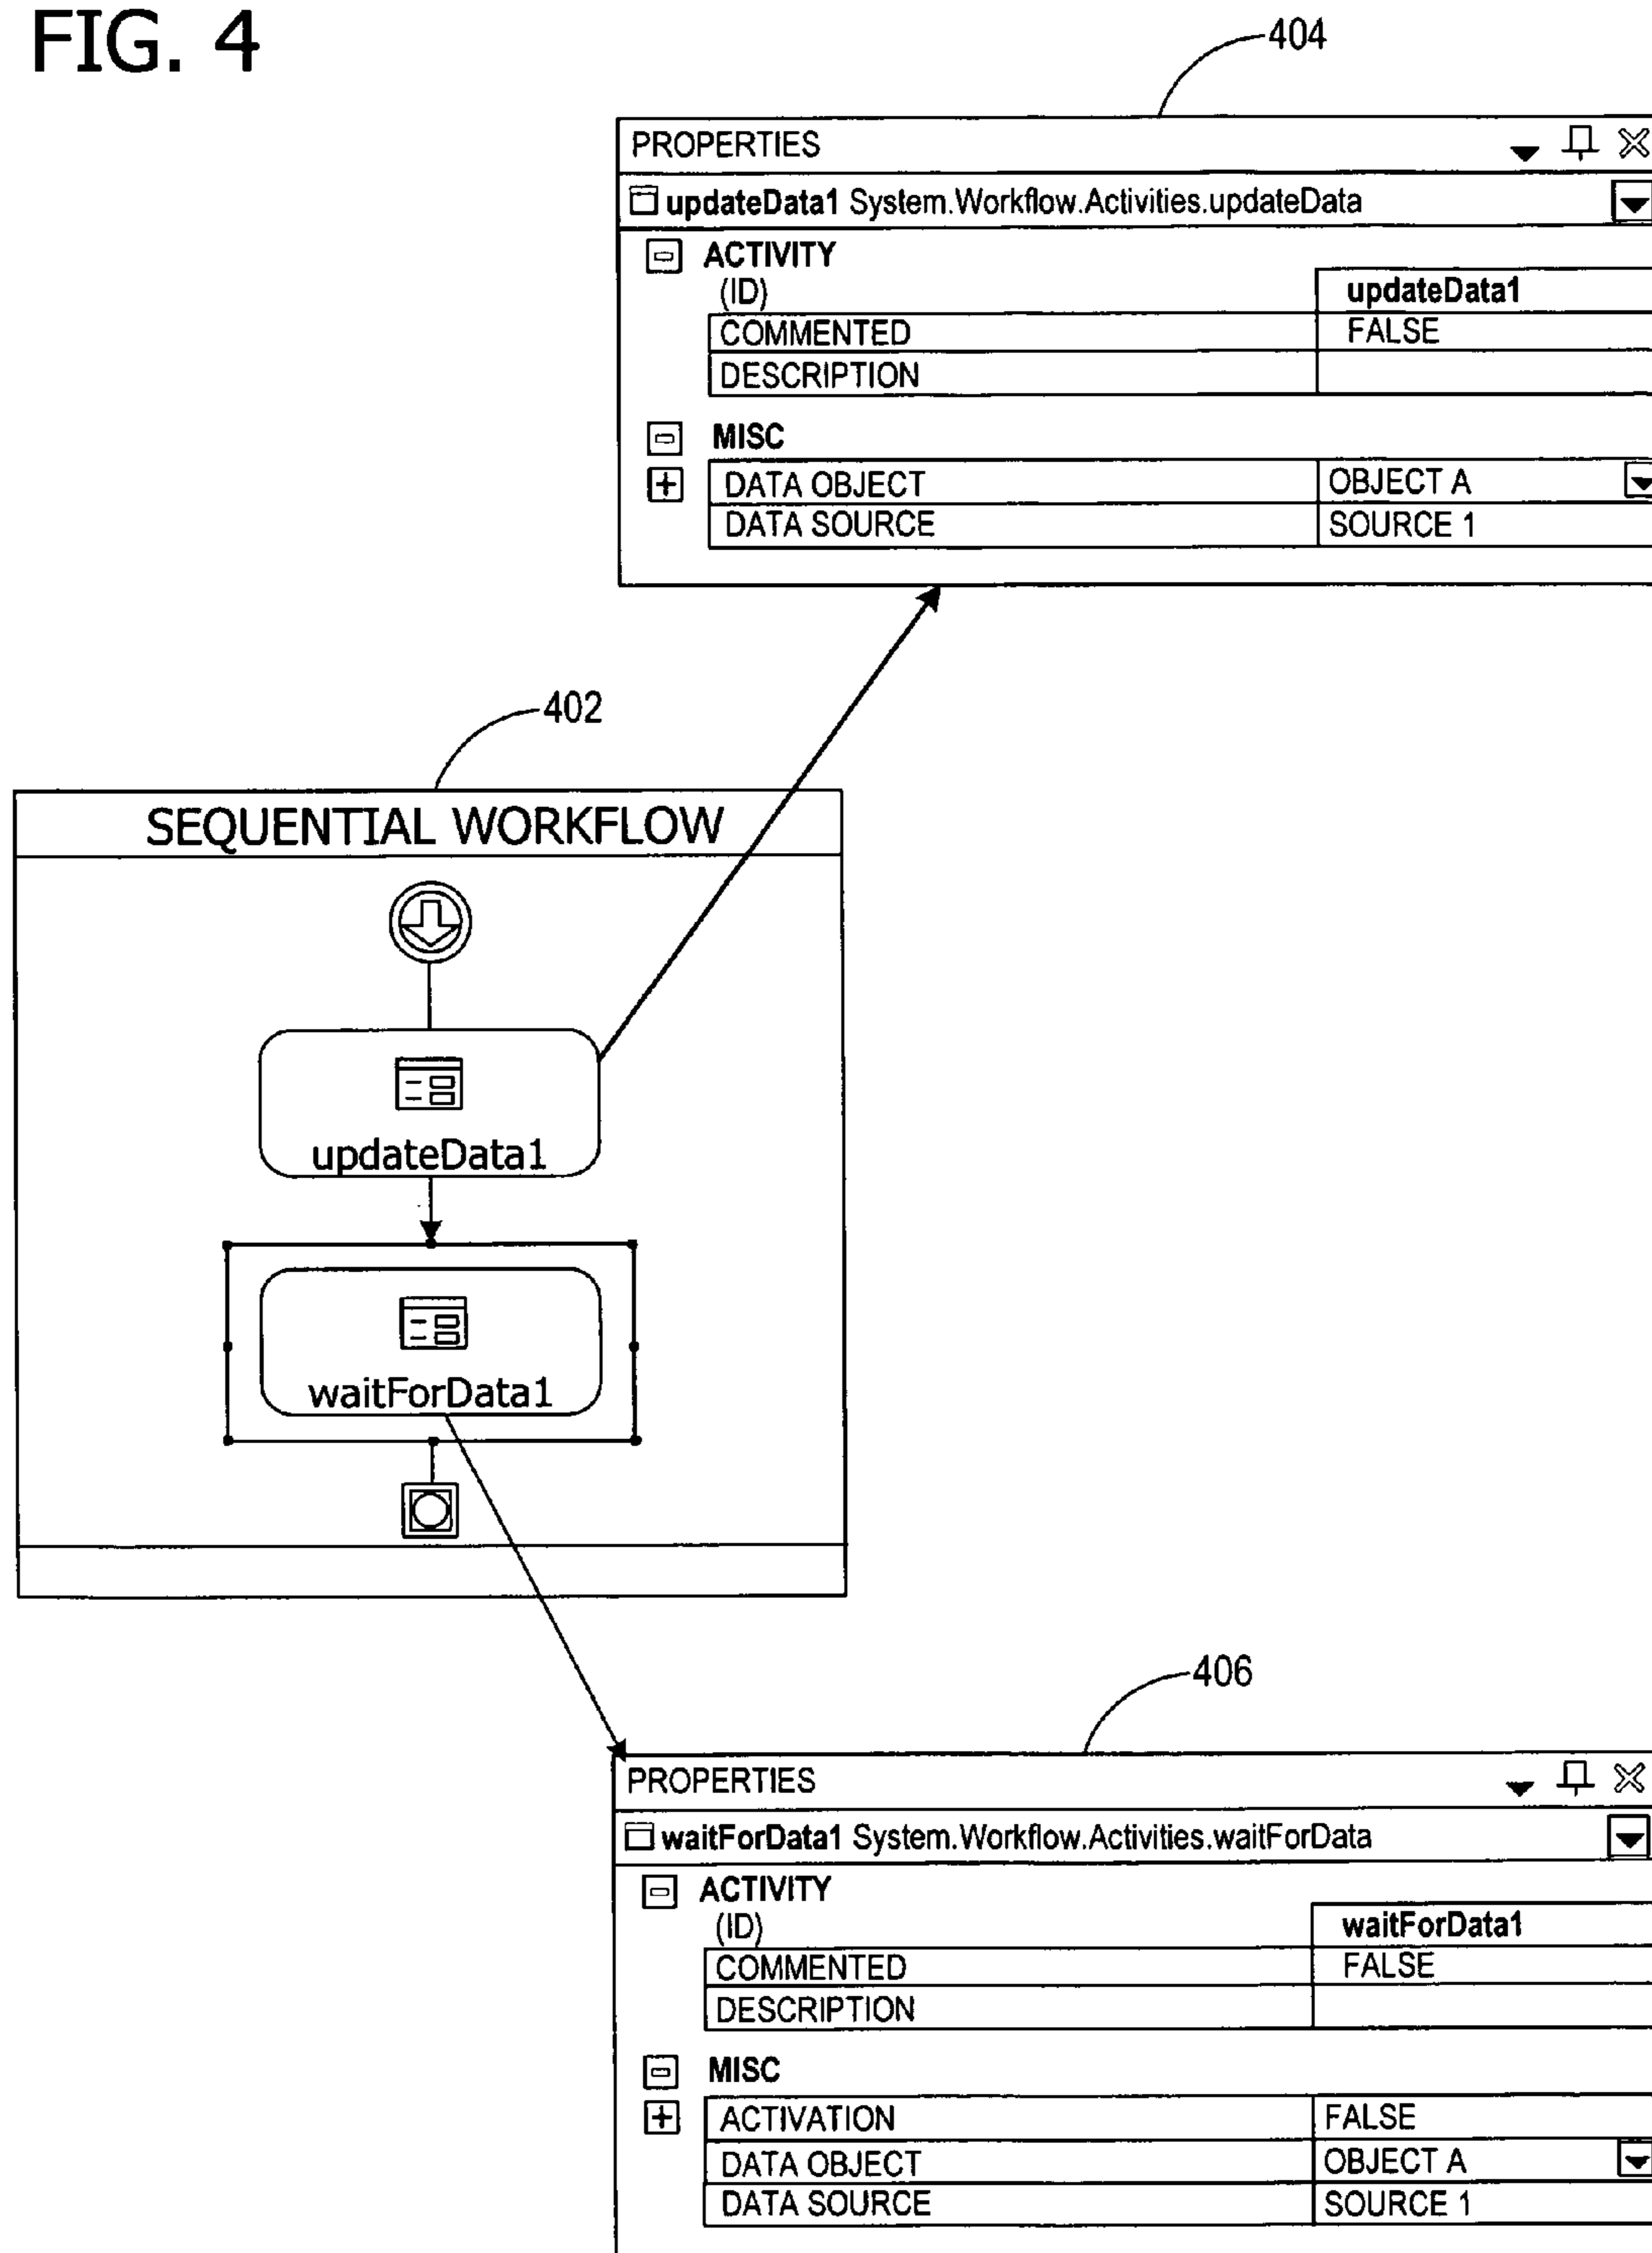 FIG. 4
404
PROPERTIES
updateData1 System.Workflow.Activities.updateData
ACTIVITY
(ID) updateData1
COMMENTED FALSE
DESCRIPTION
MISC
DATA OBJECT OBJECT A
DATA SOURCE SOURCE 1
402
SEQUENTIAL WORKFLOW
updateData1
waitForData1
406
PROPERTIES
waitForData1 System.Workflow.Activities.waitForData
ACTIVITY
(ID) waitForData1
COMMENTED FALSE
DESCRIPTION
MISC
ACTIVATION FALSE
DATA OBJECT OBJECT A
DATA SOURCE SOURCE 1